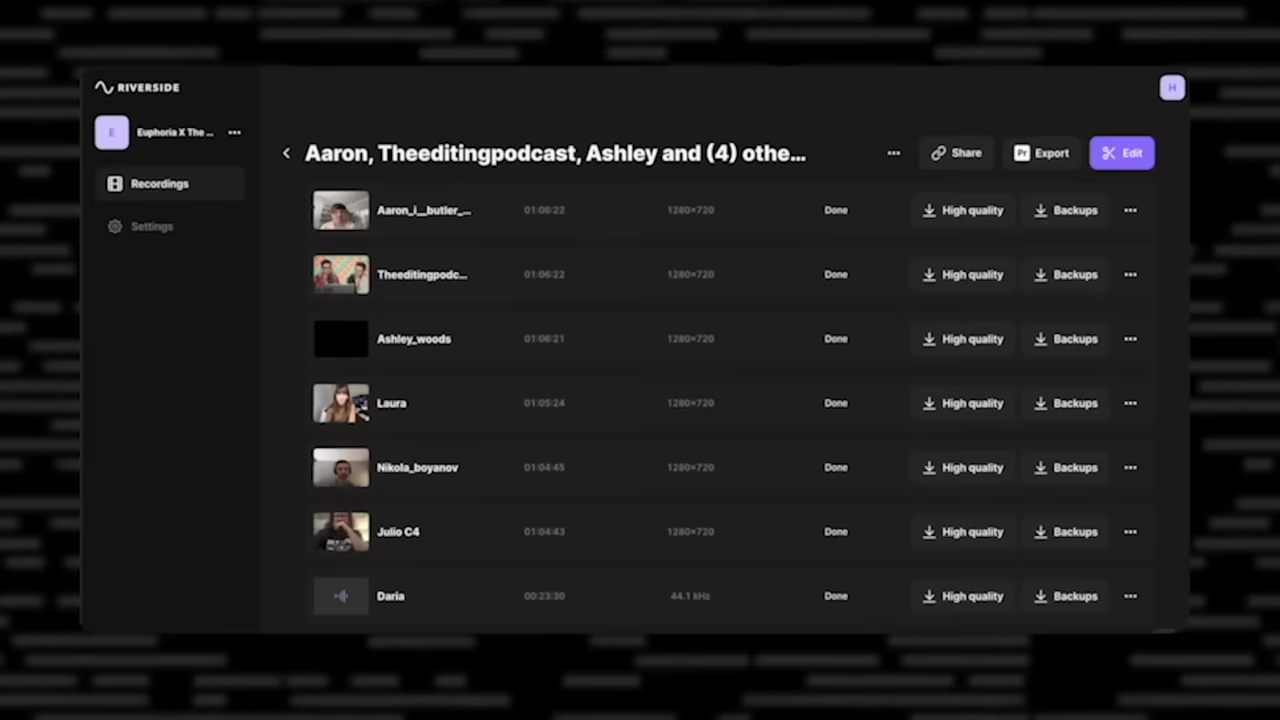 RIVERSIDE
H
E
Euphoria X The ...
Recordings
Settings
Aaron, Theeditingpodcast, Ashley and (4) othe...
Share
Pr Export
Edit
Aaron_i__butler_... 01:06:22 1280×720 Done High quality Backups
Theeditingpodc... 01:06:22 1280×720 Done High quality Backups
Ashley_woods 01:06:21 1280×720 Done High quality Backups
Laura 01:05:24 1280×720 Done High quality Backups
Nikola_boyanov 01:04:45 1280×720 Done High quality Backups
Julio C4 01:04:43 1280×720 Done High quality Backups
Daria 00:23:30 44.1 kHz Done High quality Backups